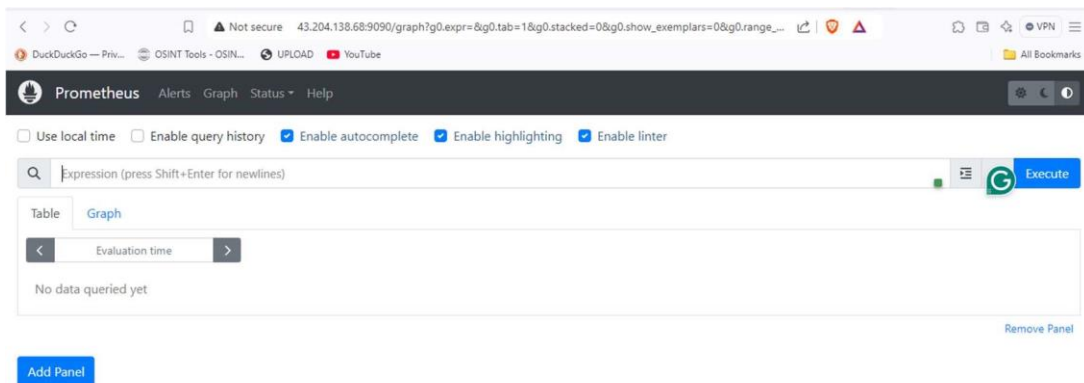 Not secure 43.204.138.68:9090/graph?g0.expr=&g0.tab=1&g0.stacked=0&g0.show_exemplars=0&g0.range_... VPN
DuckDuckGo — Priv... OSINT Tools - OSIN... UPLOAD YouTube All Bookmarks
Prometheus Alerts Graph Status Help
Use local time Enable query history Enable autocomplete Enable highlighting Enable linter
Expression (press Shift+Enter for newlines) G Execute
Table Graph
Evaluation time
No data queried yet
Remove Panel
Add Panel